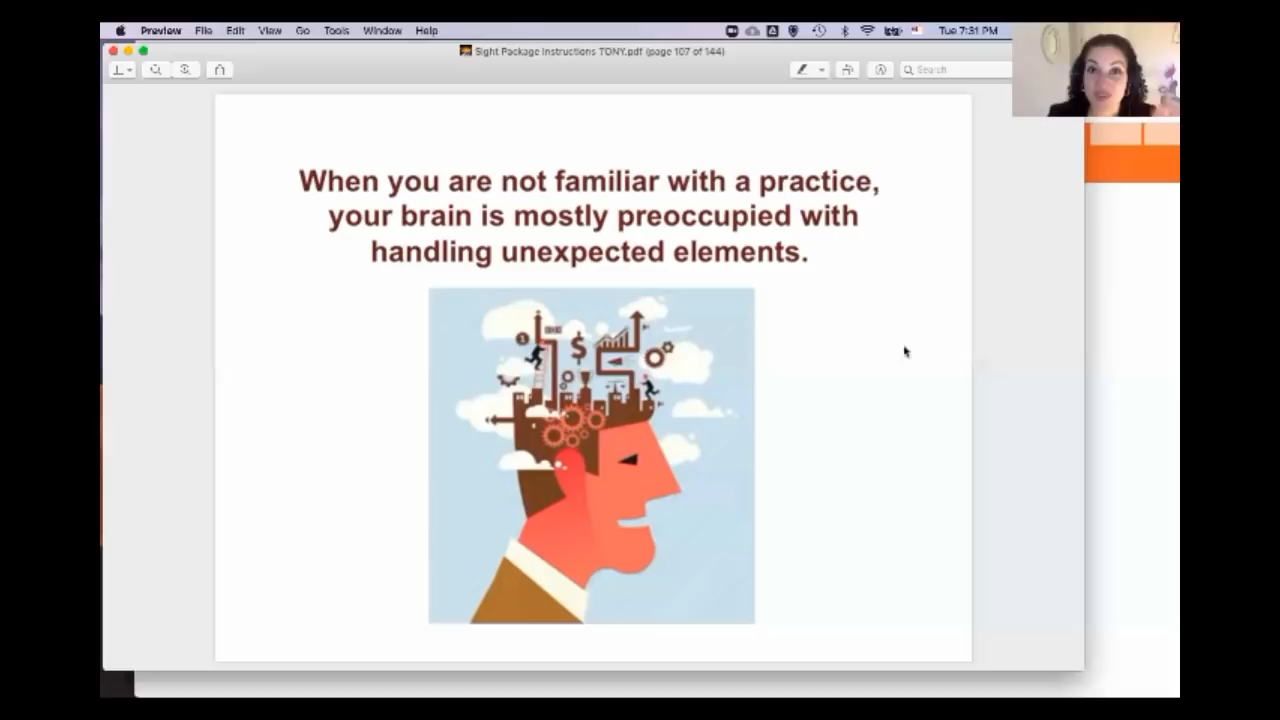 Preview File Edit View Go Tools Window Help
Tue 7:31 PM
Sight Package Instructions TONY.pdf (page 107 of 144)
Search
When you are not familiar with a practice,
your brain is mostly preoccupied with
handling unexpected elements.
$